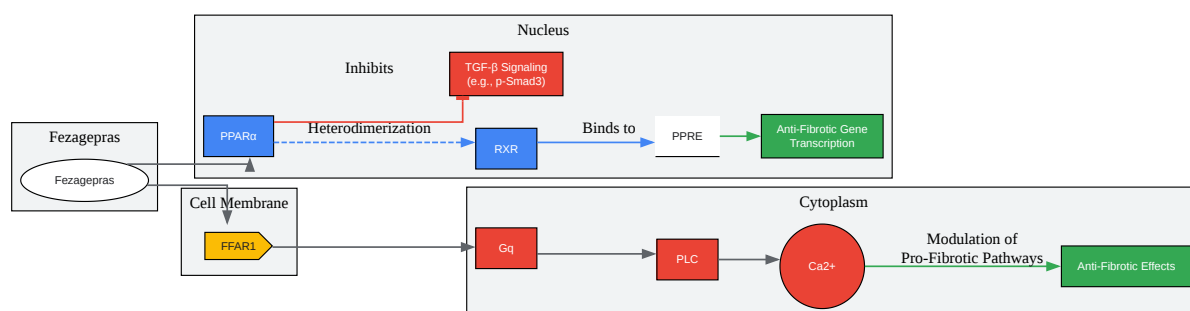 Nucleus
Inhibits
TGF-β Signaling
(e.g., p-Smad3)
PPARα
Heterodimerization
RXR
Binds to
PPRE
Anti-Fibrotic Gene
Transcription
Fezagepras
Fezagepras
Cell Membrane
FFAR1
Cytoplasm
Gq
PLC
Ca2+
Modulation of
Pro-Fibrotic Pathways
Anti-Fibrotic Effects